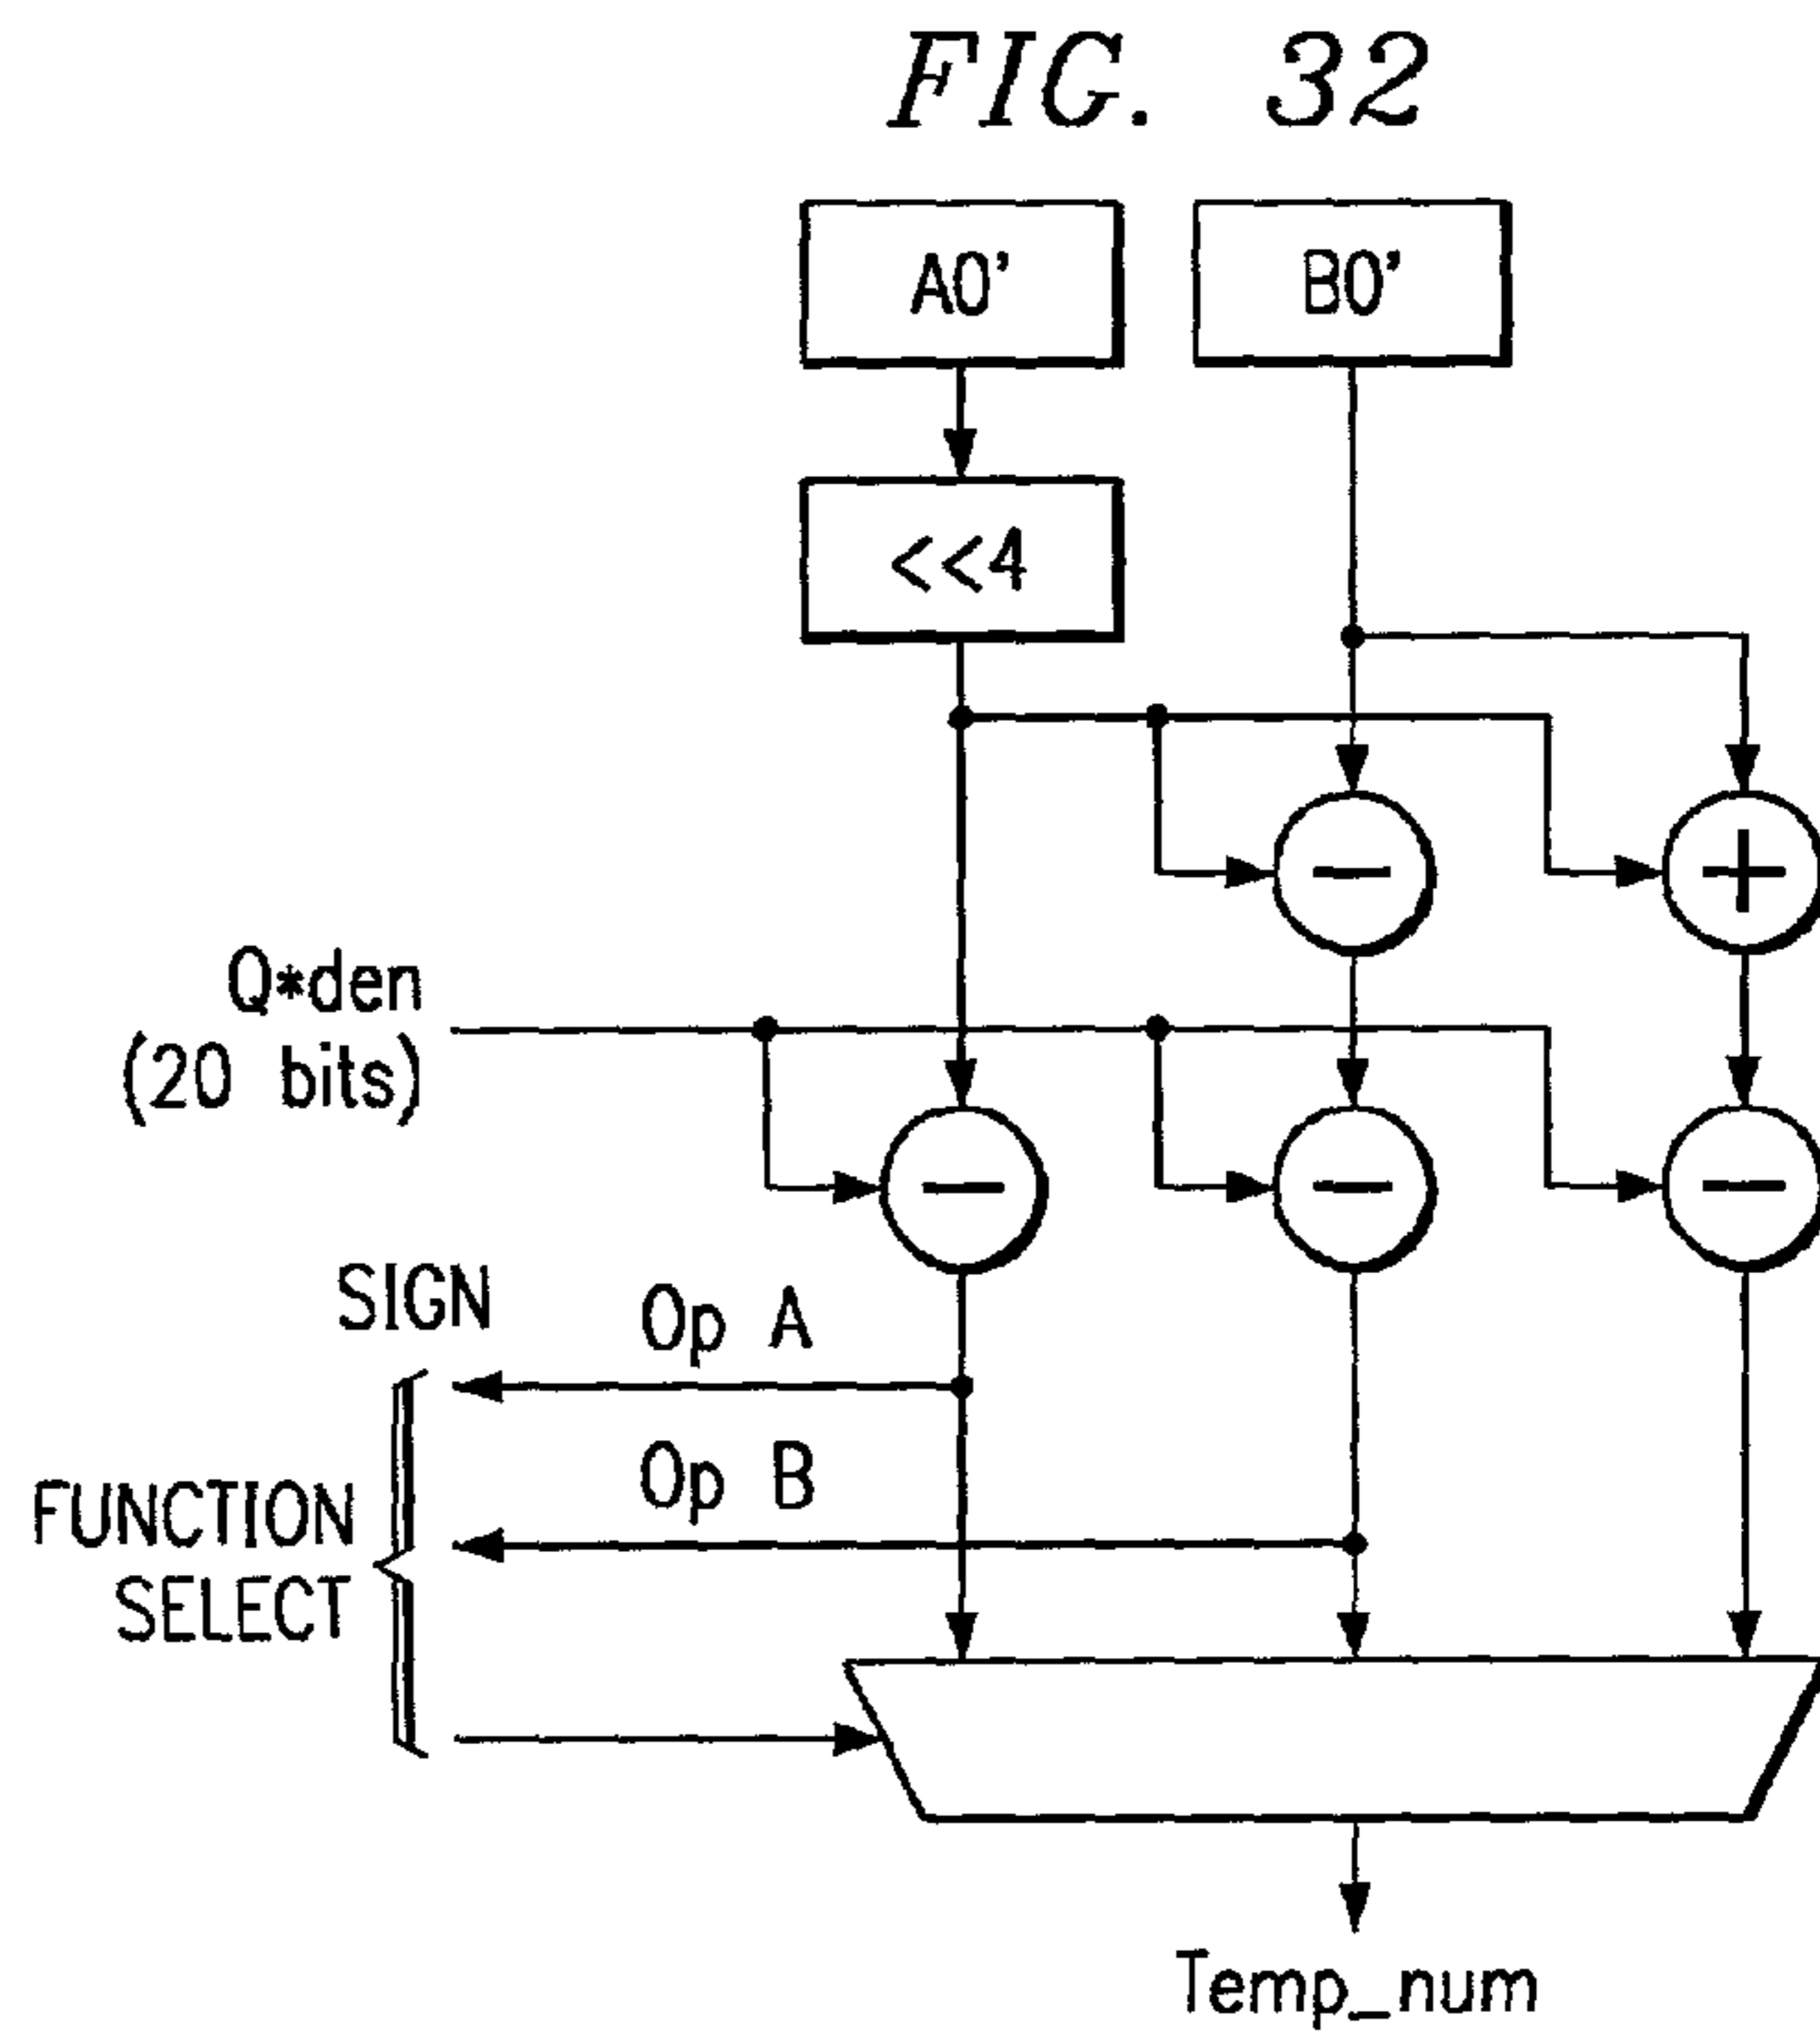 FIG. 32
A0'
B0'
<<4
−
+
Q*den
(20 bits)
−
−
−
SIGN
Op A
Op B
FUNCTION
SELECT
Temp_num